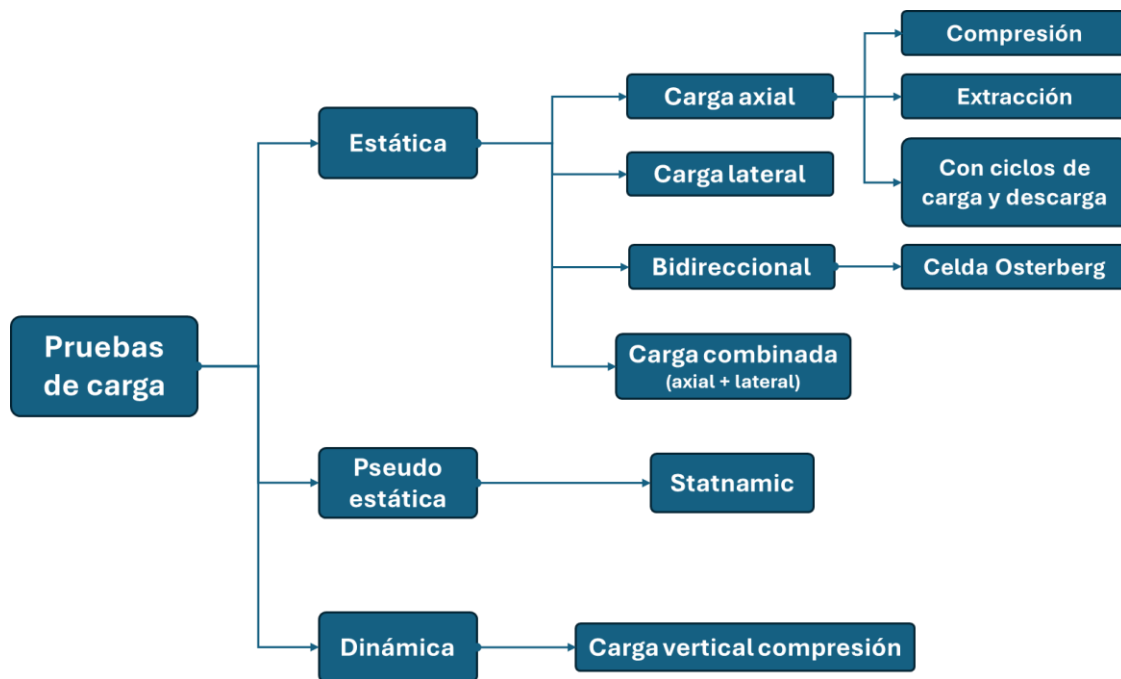 Pruebas
de carga
Estática
Carga axial
Compresión
Extracción
Con ciclos de
carga y descarga
Carga lateral
Bidireccional
Celda Osterberg
Carga combinada
(axial + lateral)
Pseudo
estática
Statnamic
Dinámica
Carga vertical compresión